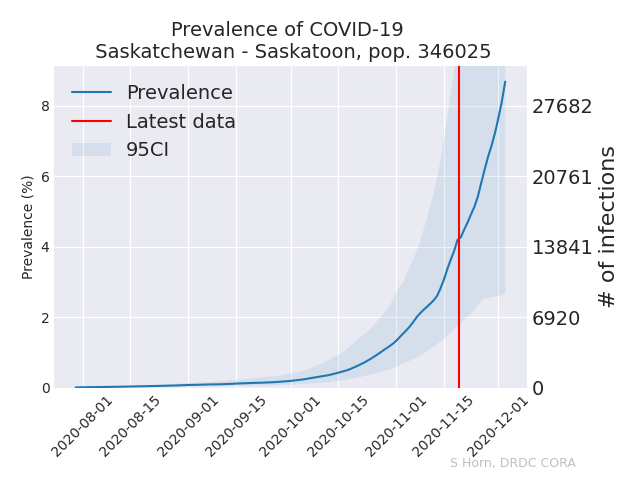 Prevalence of COVID-19
Saskatchewan - Saskatoon, pop. 346025
Prevalence
Latest data
95CI
Prevalence (%)
8
6
4
2
0
27682
20761
13841
6920
0
# of infections
2020-08-01
2020-08-15
2020-09-01
2020-09-15
2020-10-01
2020-10-15
2020-11-01
2020-11-15
2020-12-01
S Horn, DRDC CORA